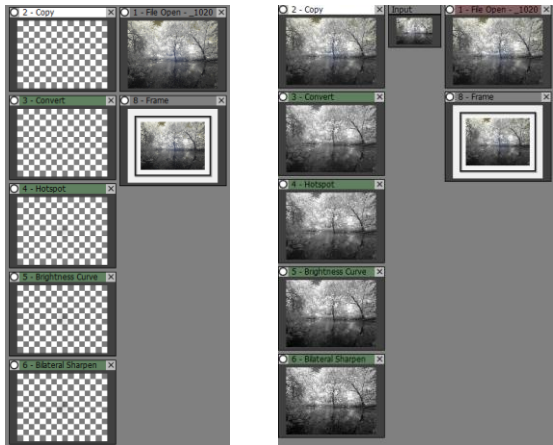 2 - Copy
1 - File Open - _1020
3 - Convert
8 - Frame
4 - Hotspot
5 - Brightness Curve
6 - Bilateral Sharpen
2 - Copy
Input
1 - File Open - _1020
3 - Convert
8 - Frame
4 - Hotspot
5 - Brightness Curve
6 - Bilateral Sharpen